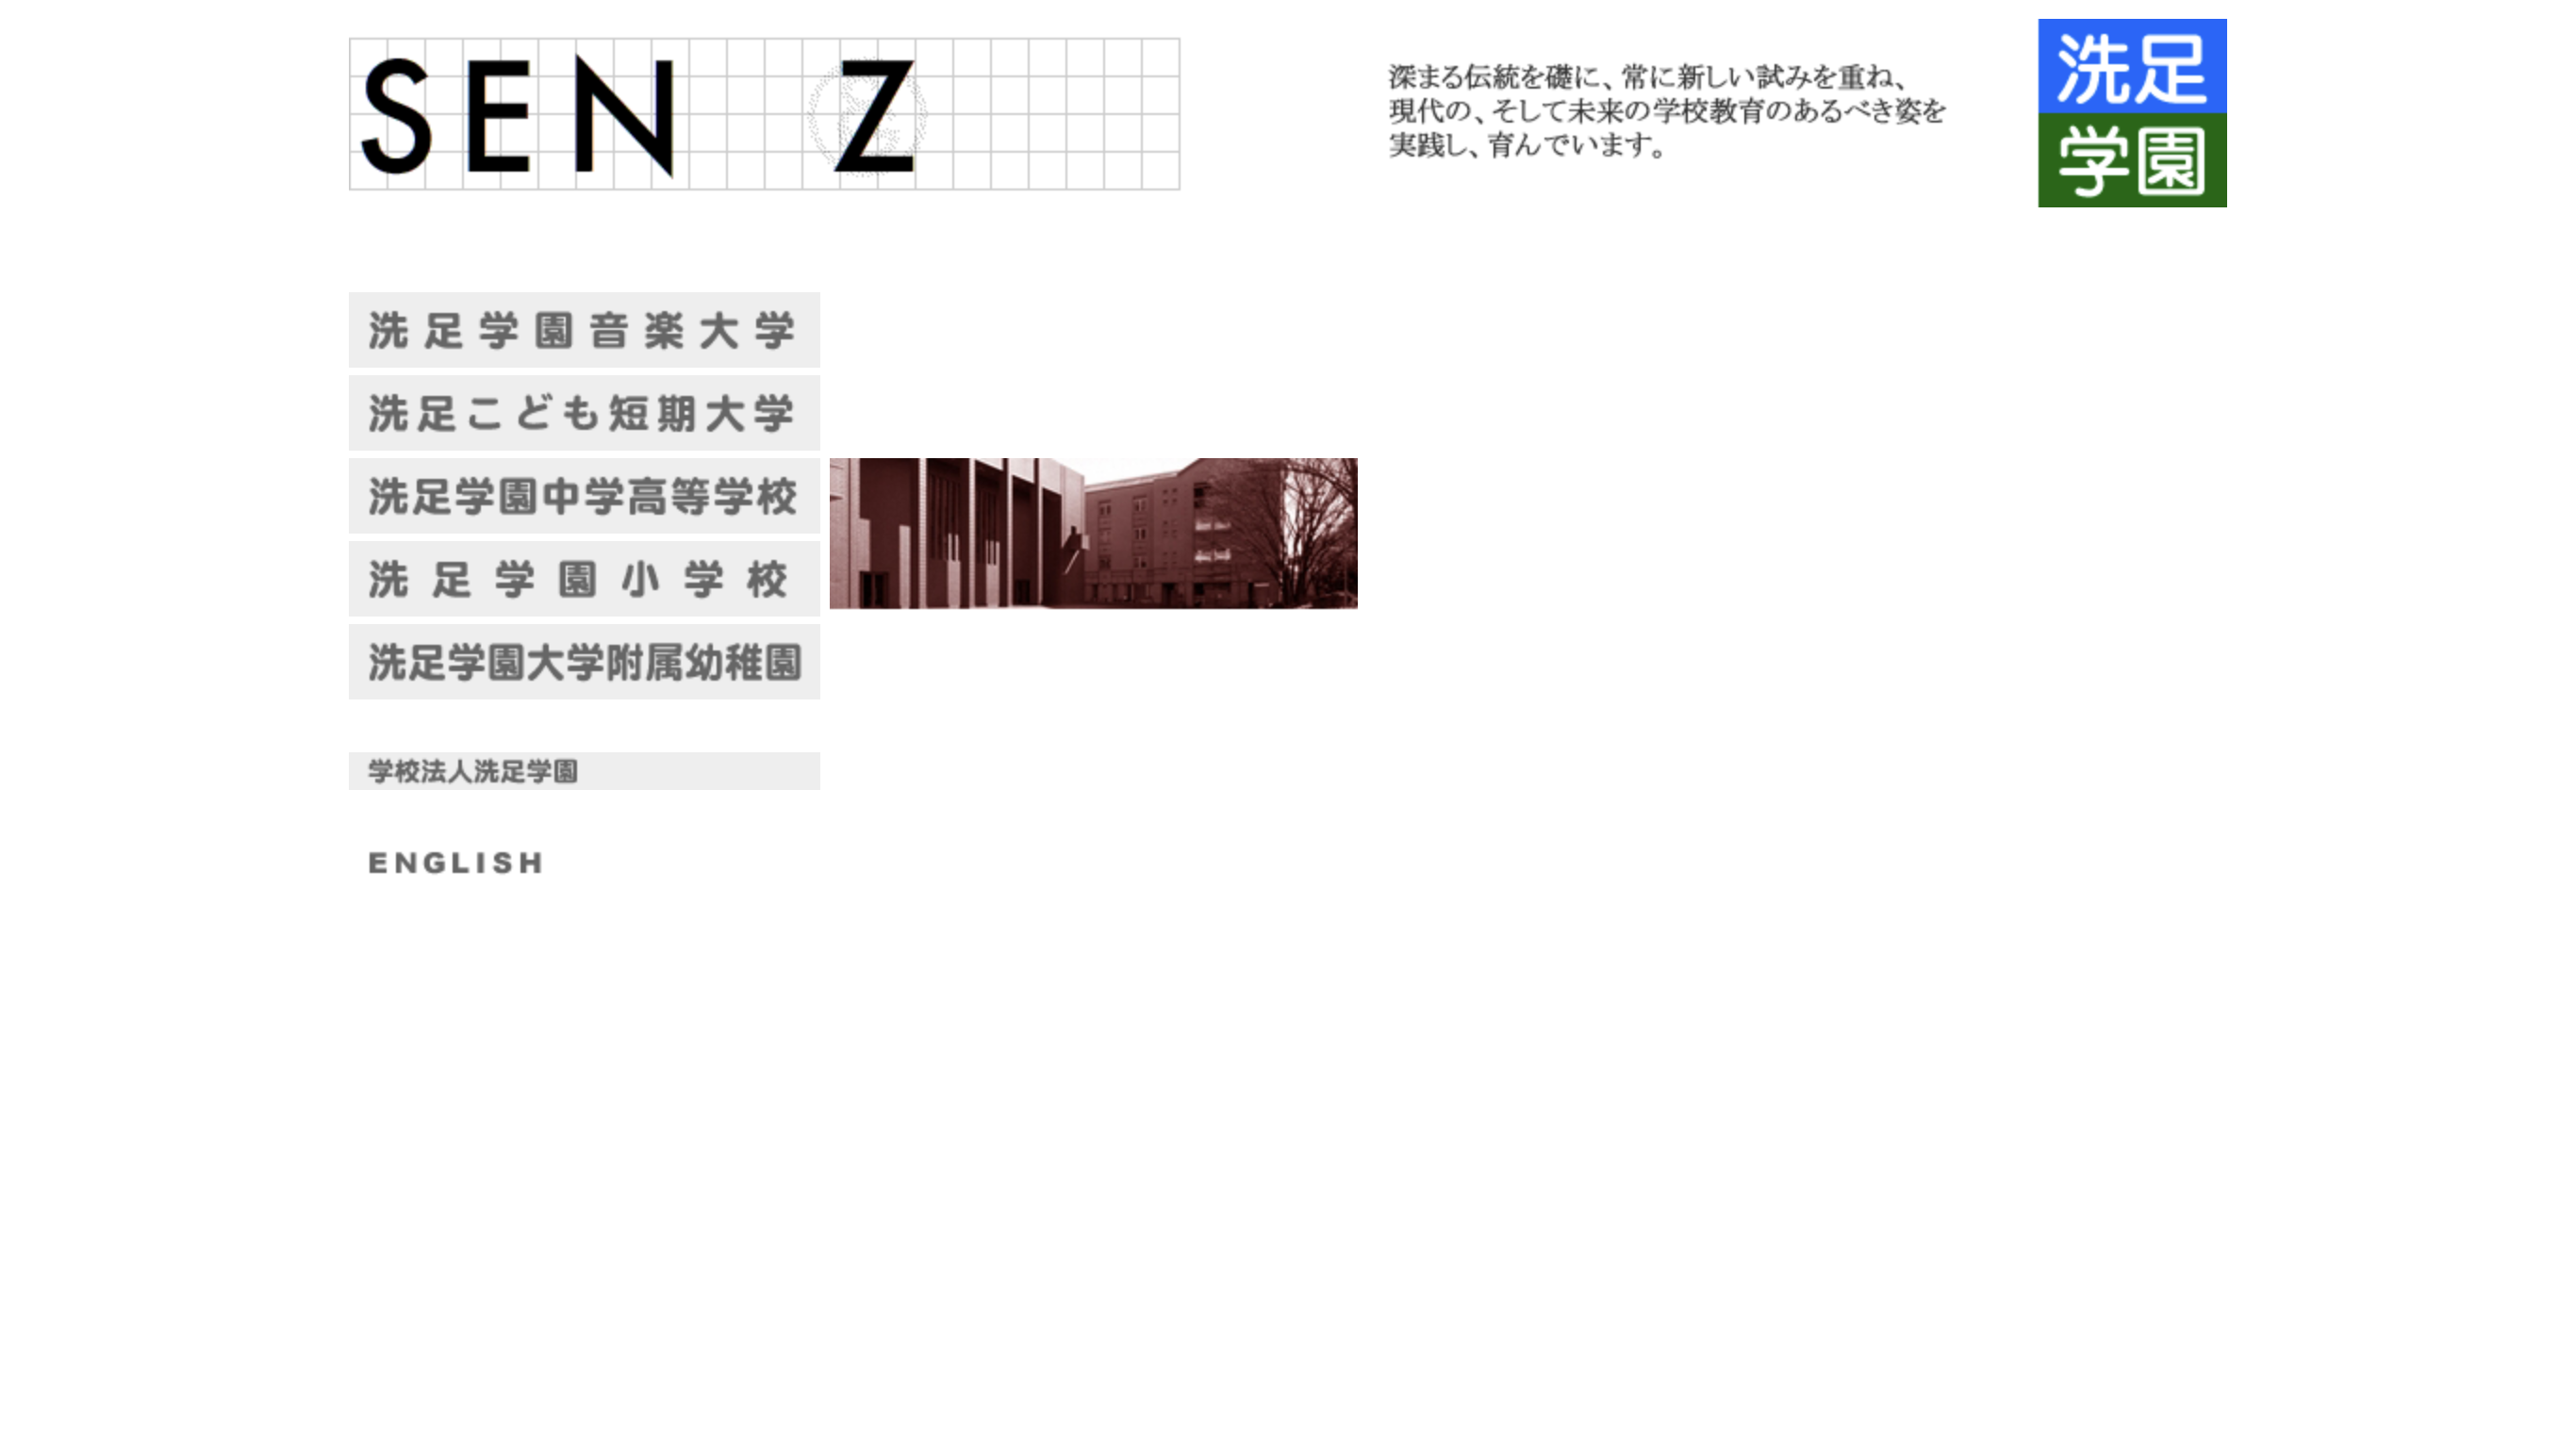 SEN Z
深まる伝統を礎に、常に新しい試みを重ね、
現代の、そして未来の学校教育のあるべき姿を
実践し、育んでいます。
洗足
学園
洗足学園音楽大学
洗足こども短期大学
洗足学園中学高等学校
洗足学園小学校
洗足学園大学附属幼稚園
学校法人洗足学園
ENGLISH